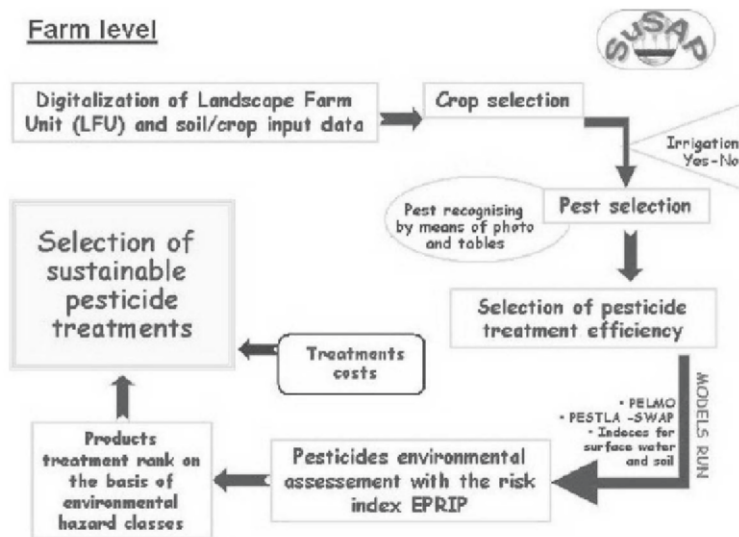 Farm level
SuSAP
Digitalization of Landscape Farm
Unit (LFU) and soil/crop input data
Crop selection
Irrigation
Yes-No
Pest recognising
by means of photo
and tables
Pest selection
Selection of
sustainable
pesticide
treatments
Selection of pesticide
treatment efficiency
Treatments
costs
MODELS RUN
• PELMO
• PESTLA -SWAP
• Indeces for
surface water
and soil
Products
treatment rank on
the basis of
environmental
hazard classes
Pesticides environmental
assessement with the risk
index EPRIP